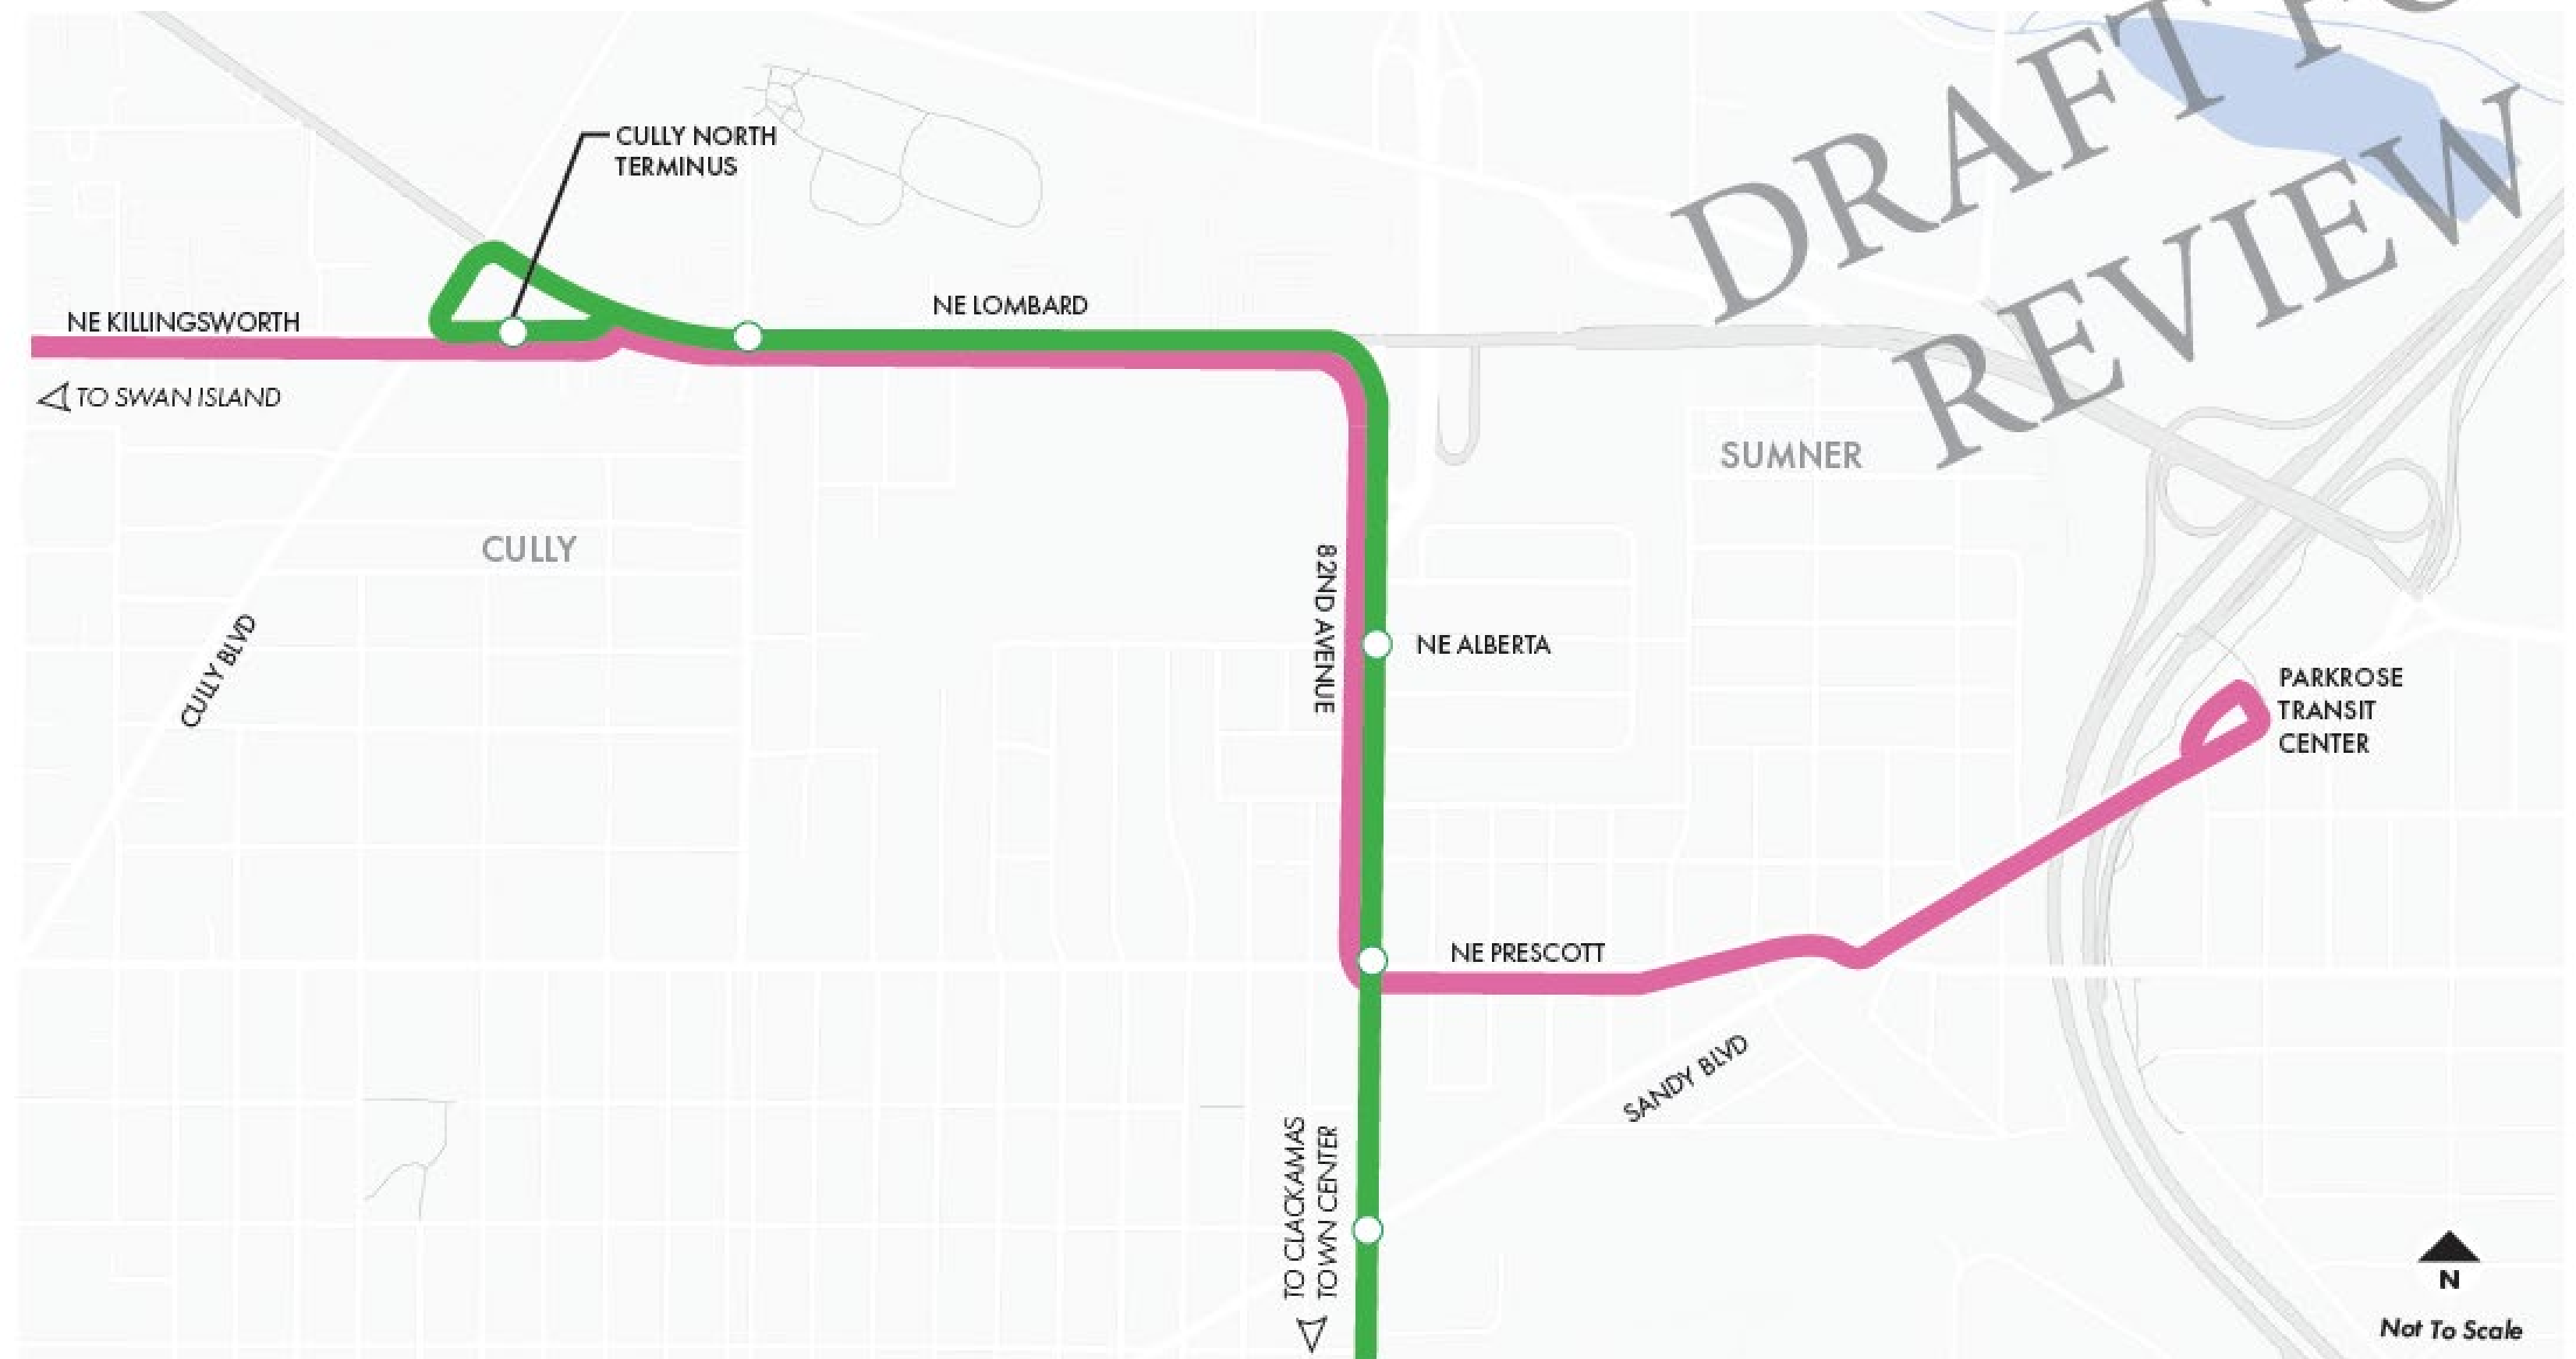 DRAFT FO
REVIEW
CULLY NORTH
TERMINUS
NE LOMBARD
NE KILLINGSWORTH
TO SWAN ISLAND
SUMNER
CULLY
82ND AVENUE
CULLY BLVD
NE ALBERTA
PARKROSE
TRANSIT
CENTER
NE PRESCOTT
SANDY BLVD
TO CLACKAMAS
TOWN CENTER
N
Not To Scale